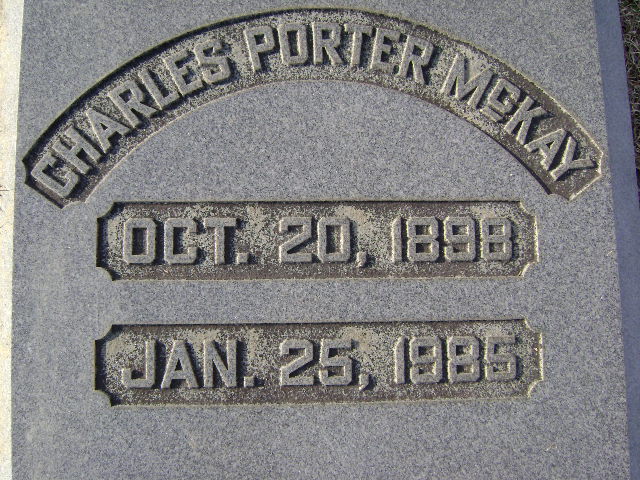 CHARLES PORTER McKAY
OCT. 20, 1898
JAN. 25, 1985